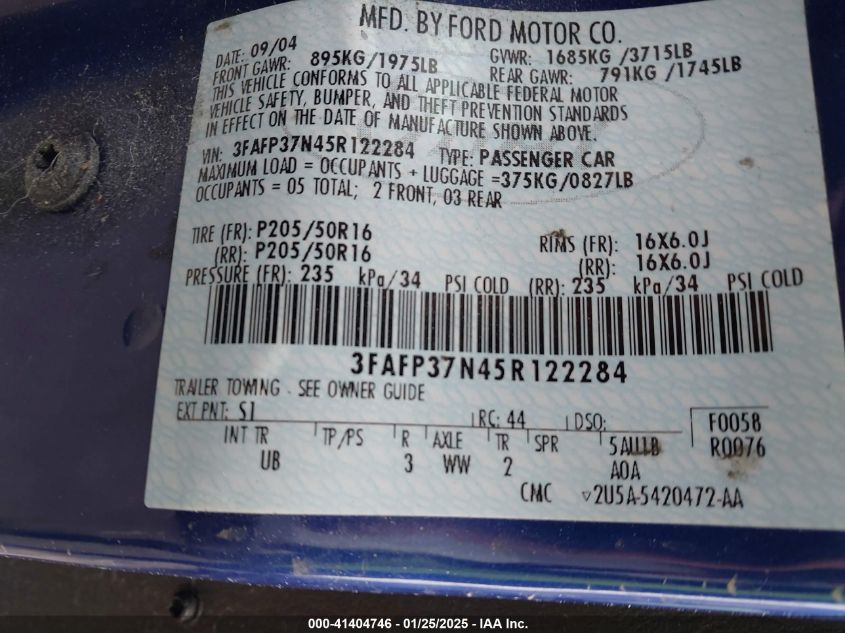 MFD. BY FORD MOTOR CO.
DATE: 09/04
FRONT GAWR: 895KG/1975LB
GVWR: 1685KG /3715LB
REAR GAWR: 791KG /1745LB
THIS VEHICLE CONFORMS TO ALL APPLICABLE FEDERAL MOTOR
VEHICLE SAFETY, BUMPER, AND THEFT PREVENTION STANDARDS
IN EFFECT ON THE DATE OF MANUFACTURE SHOWN ABOVE.
VIN: 3FAFP37N45R122284 TYPE: PASSENGER CAR
MAXIMUM LOAD = OCCUPANTS + LUGGAGE =375KG/0827LB
OCCUPANTS = 05 TOTAL; 2 FRONT, 03 REAR
TIRE (FR): P205/50R16 RIMS (FR): 16X6.0J
(RR): P205/50R16 (RR): 16X6.0J
PRESSURE (FR): 235 kPa/34 PSI COLD (RR): 235 kPa/34 PSI COLD
3FAFP37N45R122284
TRAILER TOWING - SEE OWNER GUIDE
EXT PNT: S1 RC: 44 DSO: F0058
INT TR TP/PS R AXLE TR SPR R0076
UB 3 WW 2 A0A
CMC ▽2U5A-5420472-AA
000-41404746 - 01/25/2025 - IAA Inc.